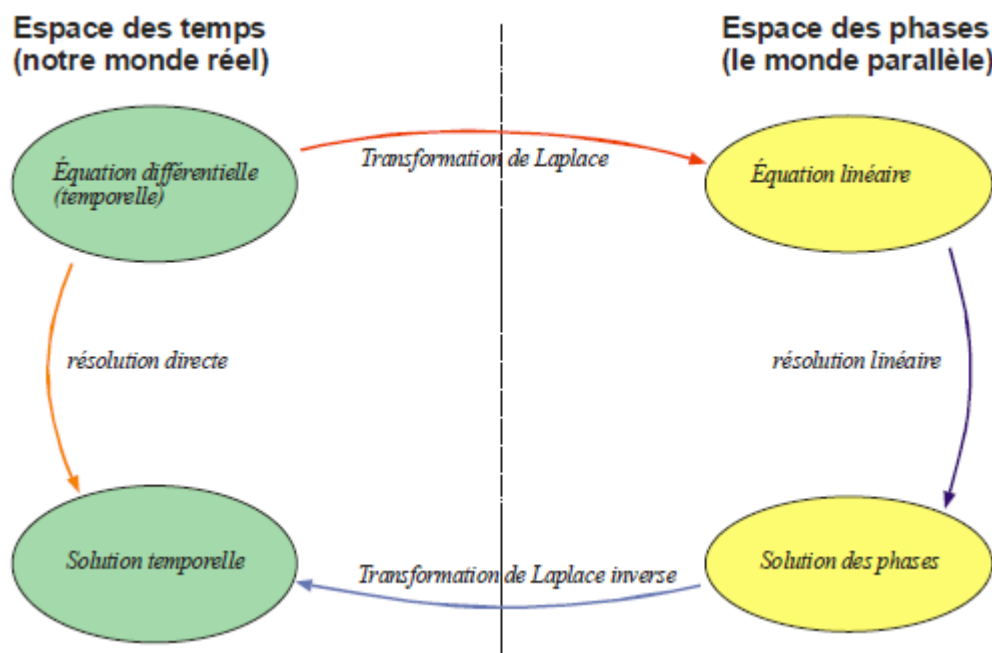 Espace des temps
(notre monde réel)
Espace des phases
(le monde parallèle)
Équation différentielle
(temporelle)
Transformation de Laplace
Équation linéaire
résolution directe
résolution linéaire
Solution temporelle
Transformation de Laplace inverse
Solution des phases